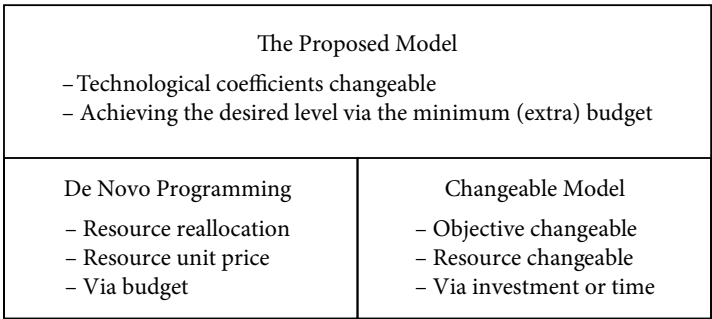 The Proposed Model
– Technological coefficients changeable
– Achieving the desired level via the minimum (extra) budget
De Novo Programming
– Resource reallocation
– Resource unit price
– Via budget
Changeable Model
– Objective changeable
– Resource changeable
– Via investment or time